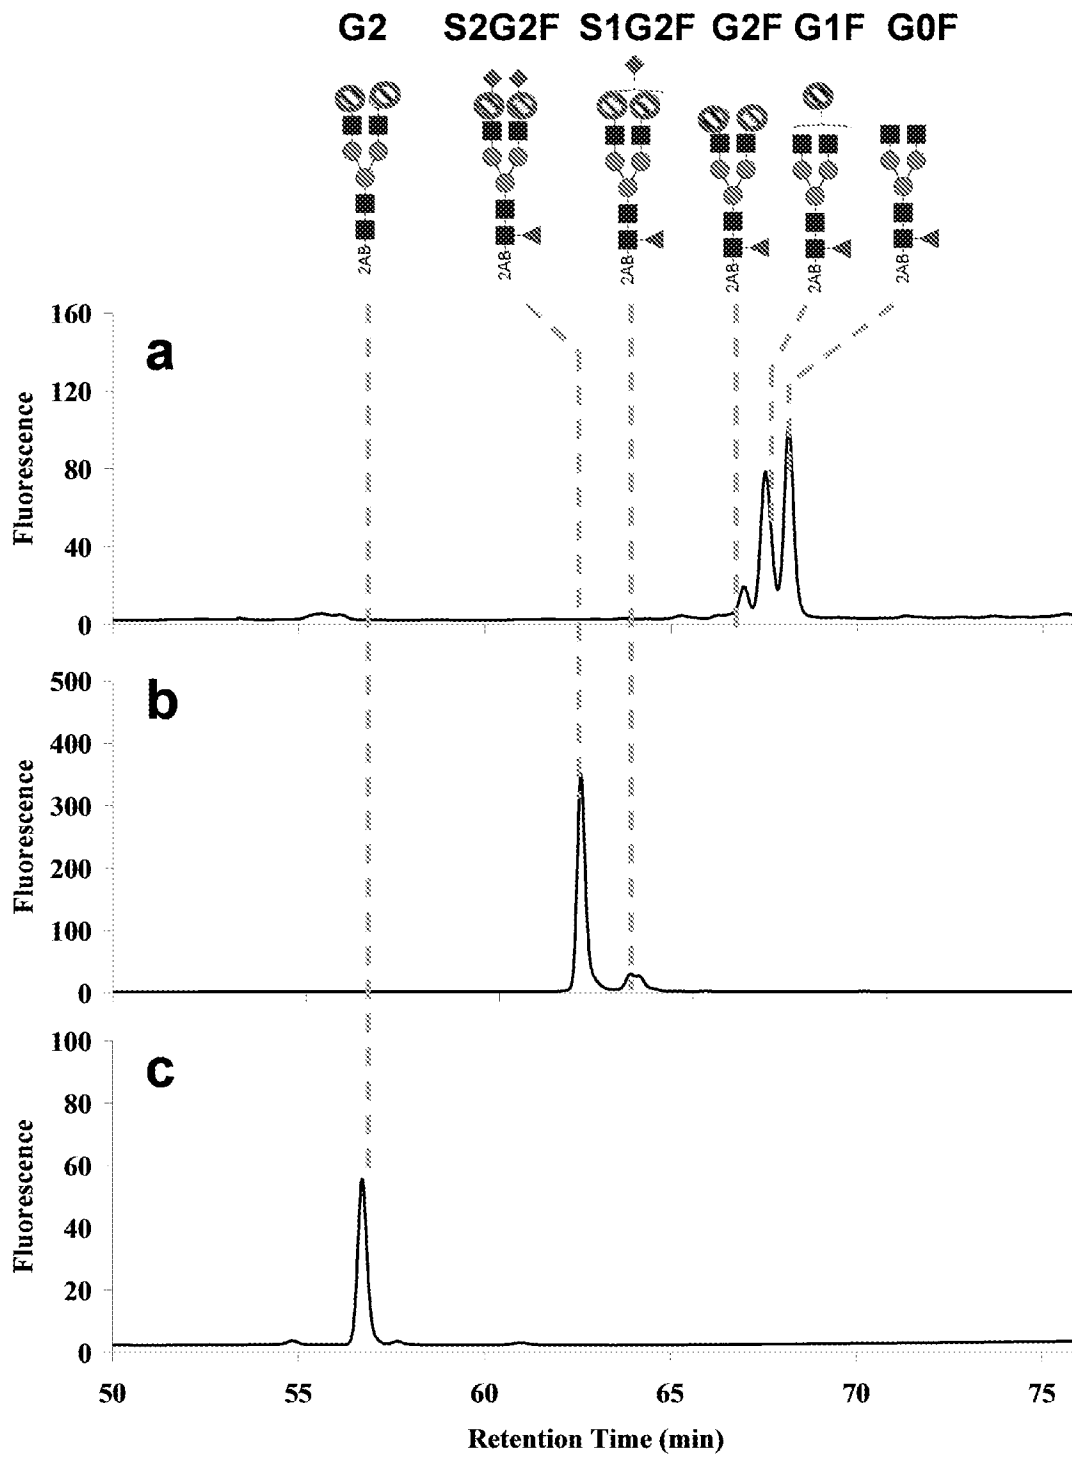 G2 S2G2F S1G2F G2F G1F G0F
2AB 2AB 2AB 2AB 2AB 2AB
a
Fluorescence
160
120
80
40
0
b
Fluorescence
500
400
300
200
100
0
c
Fluorescence
100
80
60
40
20
0
50 55 60 65 70 75
Retention Time (min)